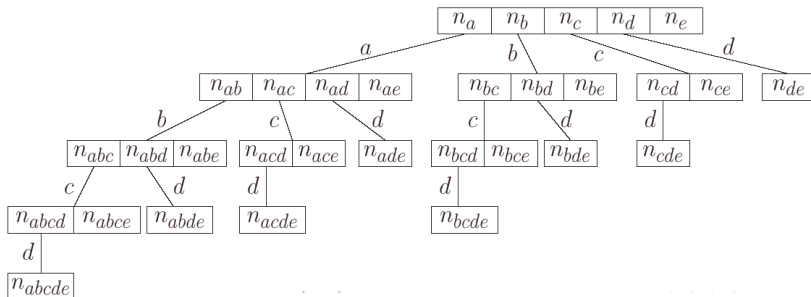 n_a n_b n_c n_d n_e
a b c d
n_ab n_ac n_ad n_ae n_bc n_bd n_be n_cd n_ce n_de
b c d c d d
n_abc n_abd n_abe n_acd n_ace n_ade n_bcd n_bce n_bde n_cde
c d d d
n_abcd n_abce n_abde n_acde n_bcde
d
n_abcde